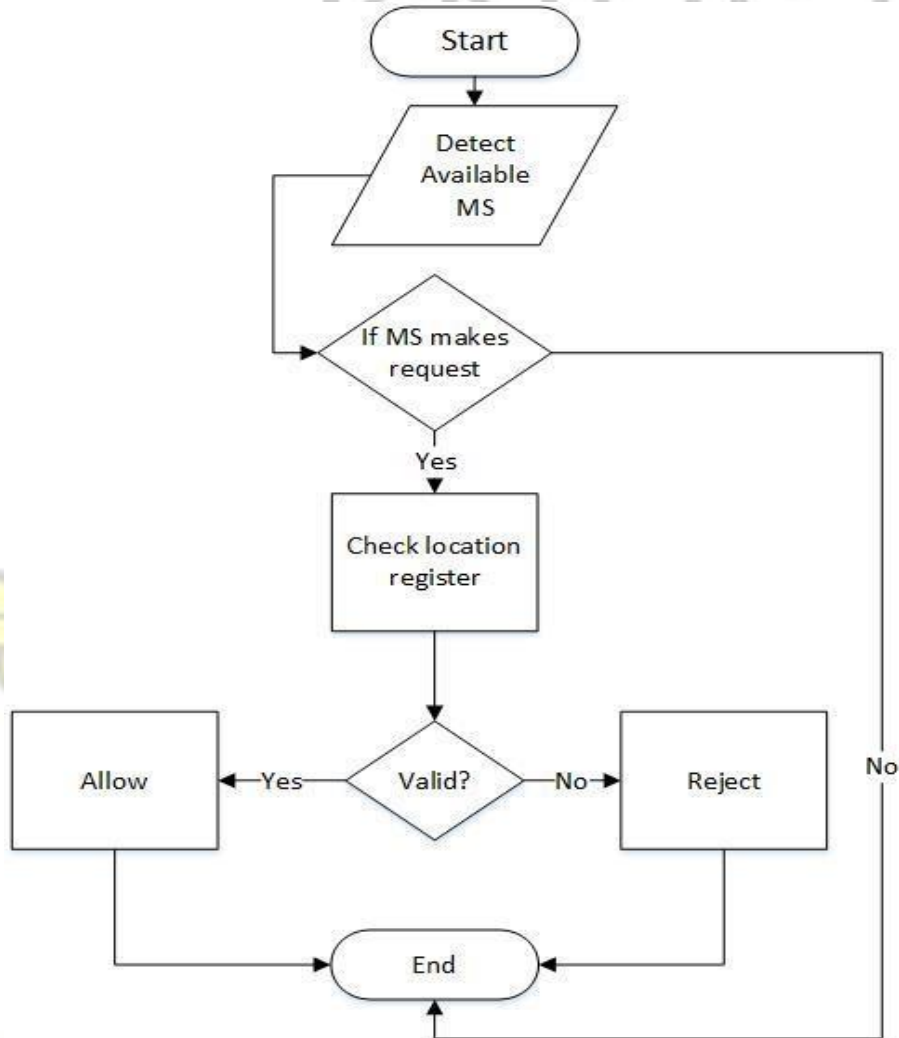 Start
Detect
Available
MS
If MS makes
request
Yes
Check location
register
Allow
Yes
Valid?
No
Reject
No
End